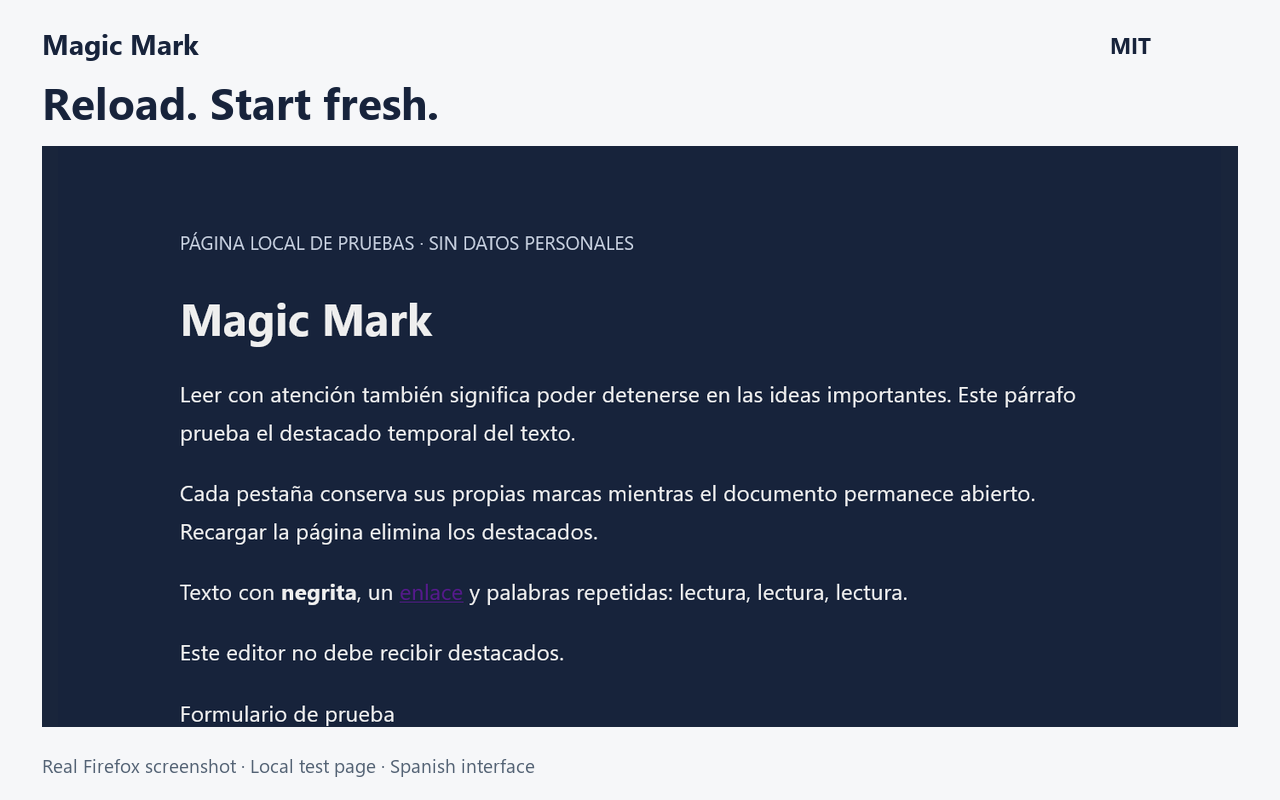 Magic Mark
MIT
Reload. Start fresh.
PÁGINA LOCAL DE PRUEBAS · SIN DATOS PERSONALES
Magic Mark
Leer con atención también significa poder detenerse en las ideas importantes. Este párrafo
prueba el destacado temporal del texto.
Cada pestaña conserva sus propias marcas mientras el documento permanece abierto.
Recargar la página elimina los destacados.
Texto con negrita, un enlace y palabras repetidas: lectura, lectura, lectura.
Este editor no debe recibir destacados.
Formulario de prueba
Real Firefox screenshot · Local test page · Spanish interface